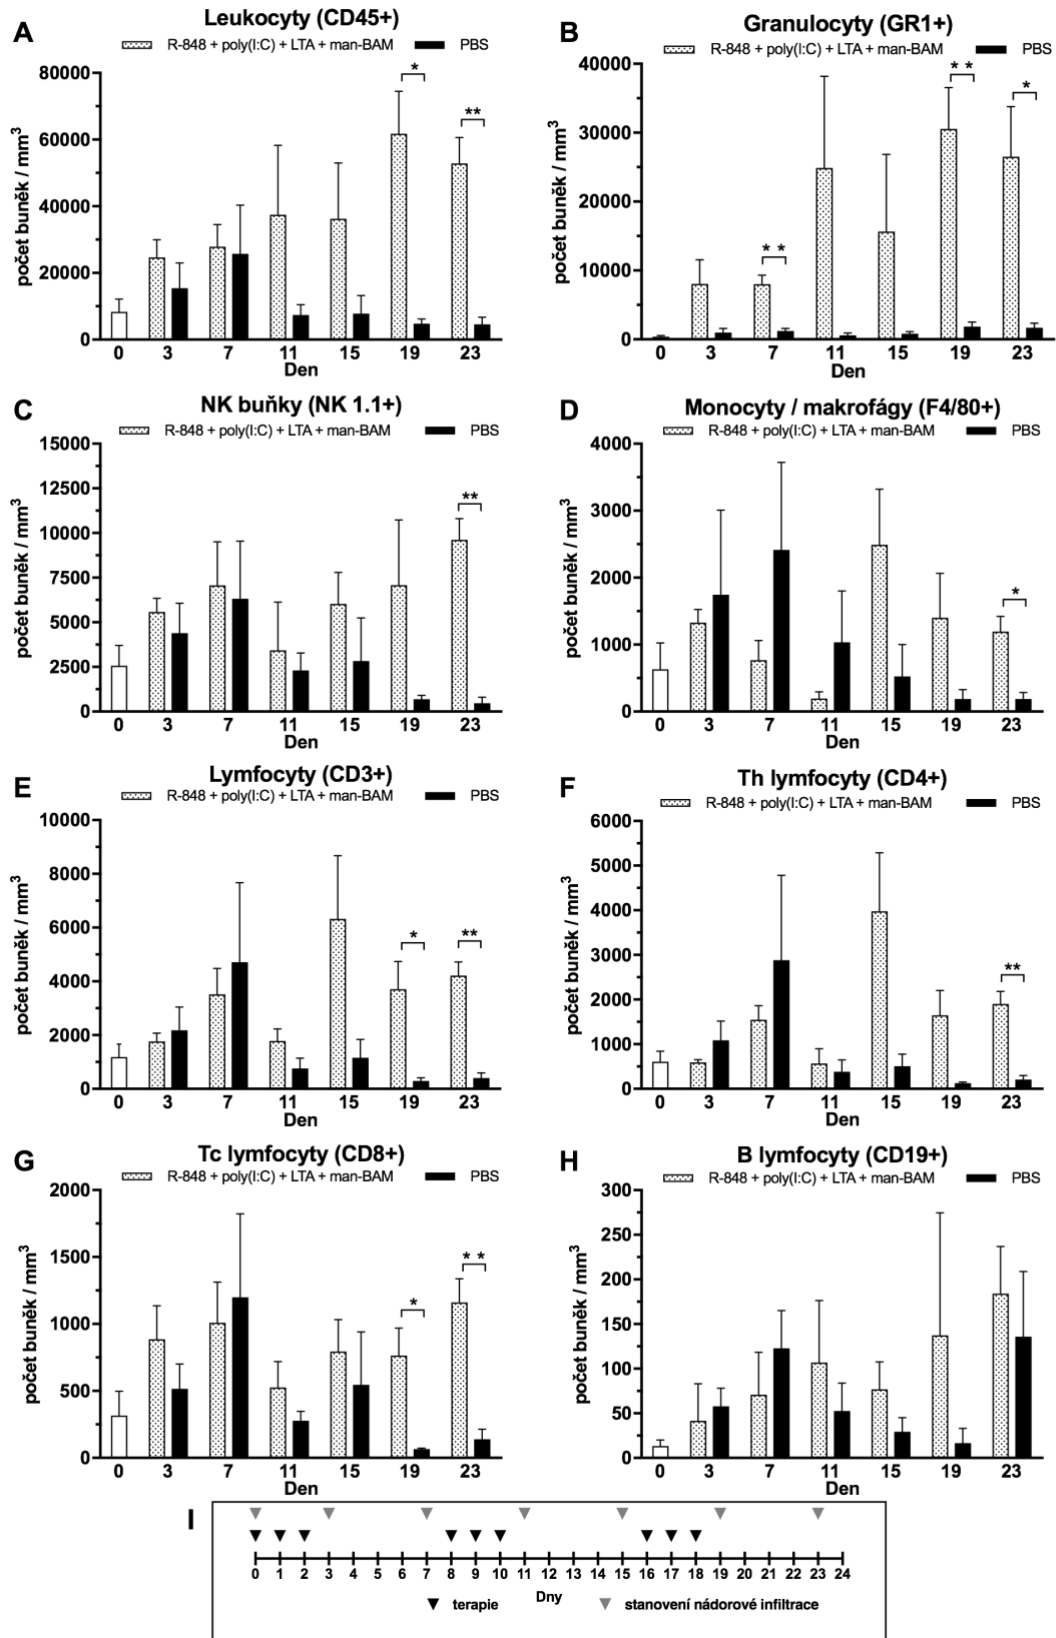 A
Leukocyty (CD45+)
R-848 + poly(I:C) + LTA + man-BAM PBS
počet buněk / mm3
80000
60000
40000
20000
0
* **
0 3 7 11 15 19 23
Den
B
Granulocyty (GR1+)
R-848 + poly(I:C) + LTA + man-BAM PBS
počet buněk / mm3
40000
30000
20000
10000
0
* * * * *
0 3 7 11 15 19 23
Den
C
NK buňky (NK 1.1+)
R-848 + poly(I:C) + LTA + man-BAM PBS
počet buněk / mm3
15000
12500
10000
7500
5000
2500
0
**
0 3 7 11 15 19 23
Den
D
Monocyty / makrofágy (F4/80+)
R-848 + poly(I:C) + LTA + man-BAM PBS
počet buněk / mm3
4000
3000
2000
1000
0
*
0 3 7 11 15 19 23
Den
E
Lymfocyty (CD3+)
R-848 + poly(I:C) + LTA + man-BAM PBS
počet buněk / mm3
10000
8000
6000
4000
2000
0
* **
0 3 7 11 15 19 23
Den
F
Th lymfocyty (CD4+)
R-848 + poly(I:C) + LTA + man-BAM PBS
počet buněk / mm3
6000
5000
4000
3000
2000
1000
0
**
0 3 7 11 15 19 23
Den
G
Tc lymfocyty (CD8+)
R-848 + poly(I:C) + LTA + man-BAM PBS
počet buněk / mm3
2000
1500
1000
500
0
* * *
0 3 7 11 15 19 23
Den
H
B lymfocyty (CD19+)
R-848 + poly(I:C) + LTA + man-BAM PBS
počet buněk / mm3
300
250
200
150
100
50
0
0 3 7 11 15 19 23
Den
I
0 1 2 3 4 5 6 7 8 9 10 11 12 13 14 15 16 17 18 19 20 21 22 23 24
Dny
terapie stanovení nádorové infiltrace